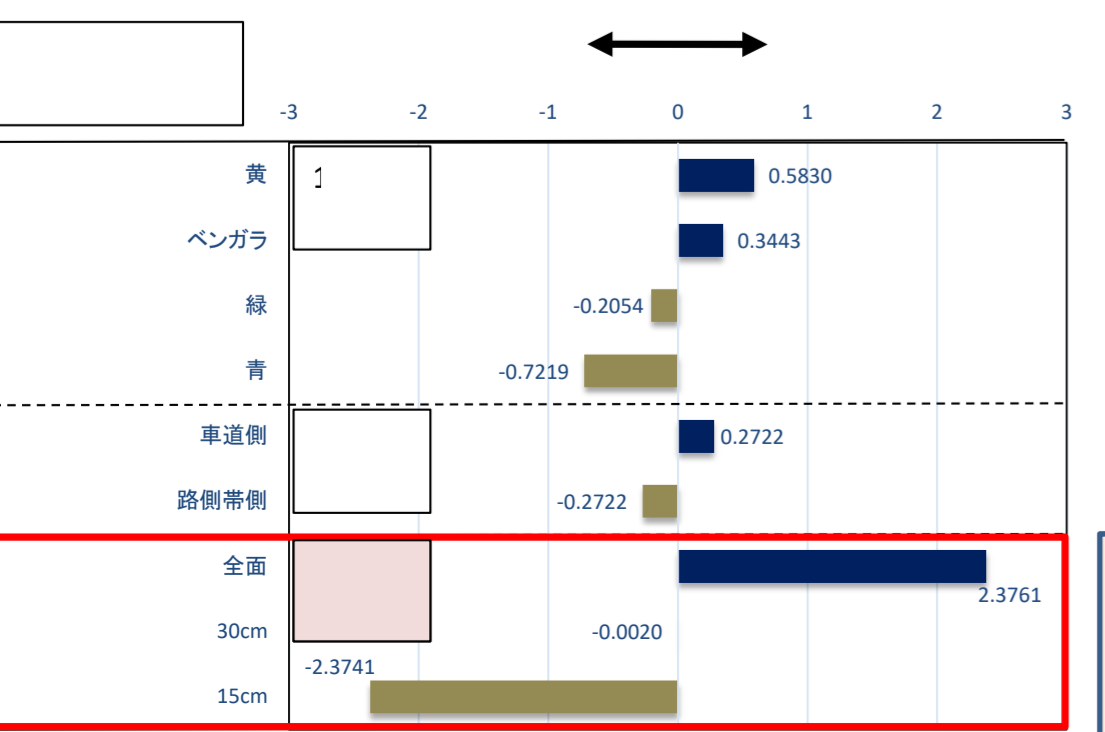 -3 -2 -1 0 1 2 3
黄 0.5830
ベンガラ 0.3443
緑 -0.2054
青 -0.7219
車道側 0.2722
路側帯側 -0.2722
全面 2.3761
30cm -0.0020
15cm -2.3741